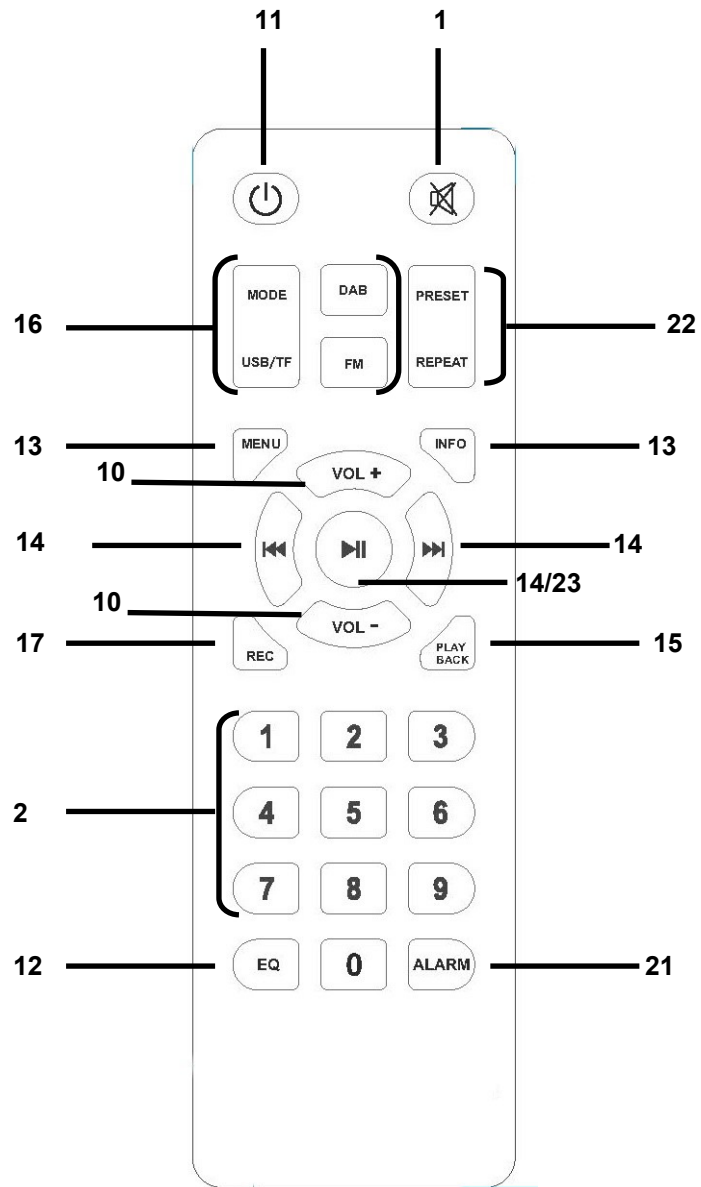 11 1
MODE DAB PRESET
16 22
USB/TF FM REPEAT
13 MENU INFO 13
10 VOL +
14 14
14/23
10 VOL -
17 REC PLAY 15
BACK
1 2 3
2 4 5 6
7 8 9
12 EQ 0 ALARM 21